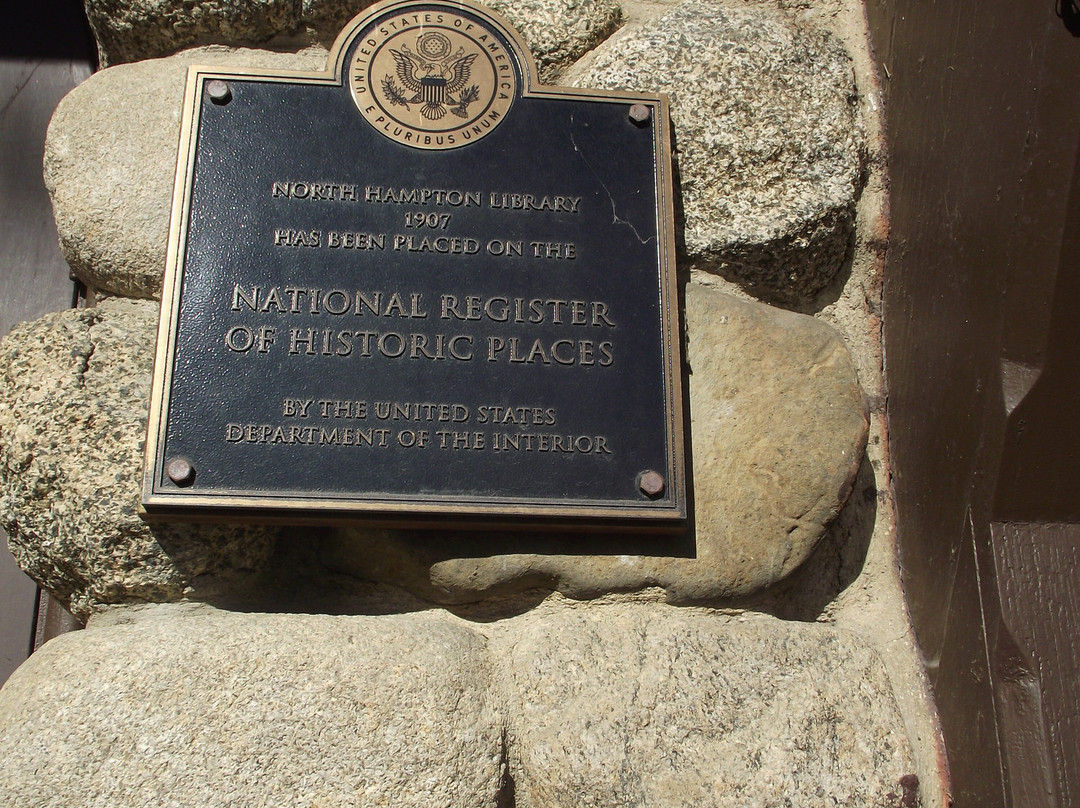 UNITED STATES OF AMERICA
E PLURIBUS UNUM
NORTH HAMPTON LIBRARY
1907
HAS BEEN PLACED ON THE
NATIONAL REGISTER
OF HISTORIC PLACES
BY THE UNITED STATES
DEPARTMENT OF THE INTERIOR